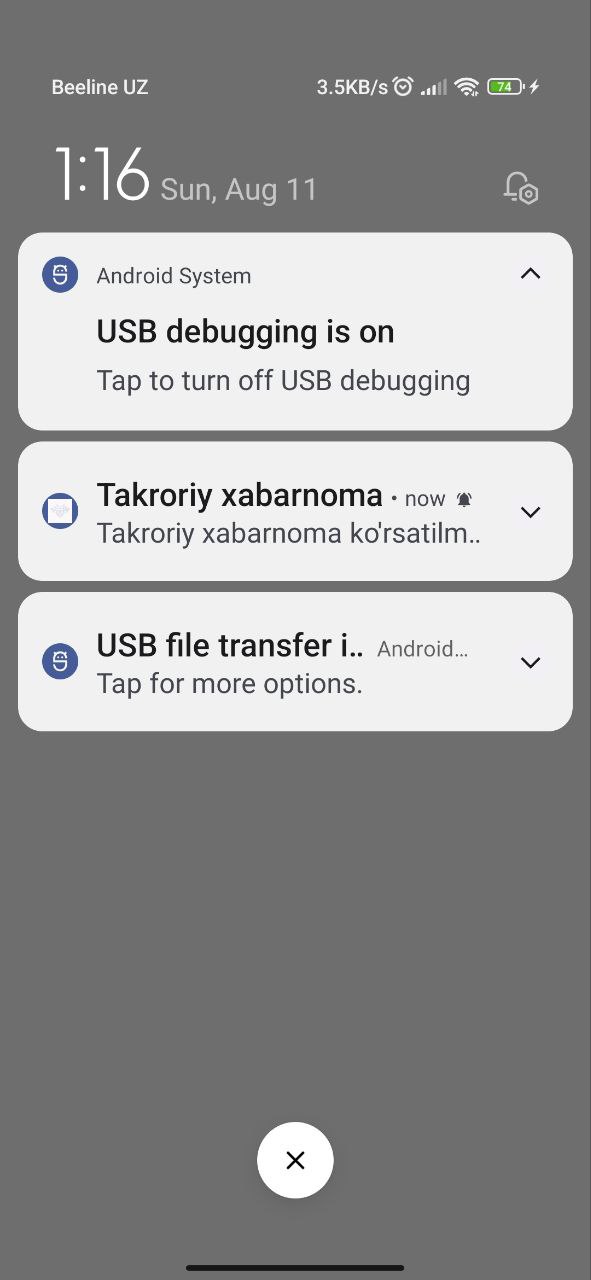 Beeline UZ 3.5KB/s 74
1:16 Sun, Aug 11
Android System
USB debugging is on
Tap to turn off USB debugging
Takroriy xabarnoma • now
Takroriy xabarnoma ko'rsatilm..
USB file transfer i.. Android...
Tap for more options.